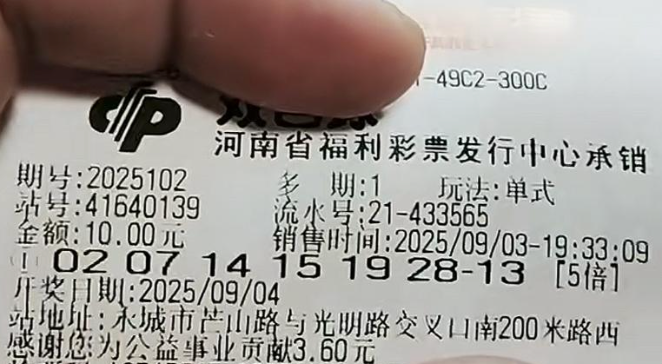 -49C2-300C
河南省福利彩票发行中心承销
期号:2025102 多 期:1 玩法:单式
站号:41640139 流水号:21-433565
金额:10.00元 销售时间:2025/09/03-19:33:09
02 07 14 15 19 28-13 [5倍]
开奖日期:2025/09/04
站地址: 永城市芒山路与光明路交叉口南200米路西
感谢您为公益事业贡献3.60元